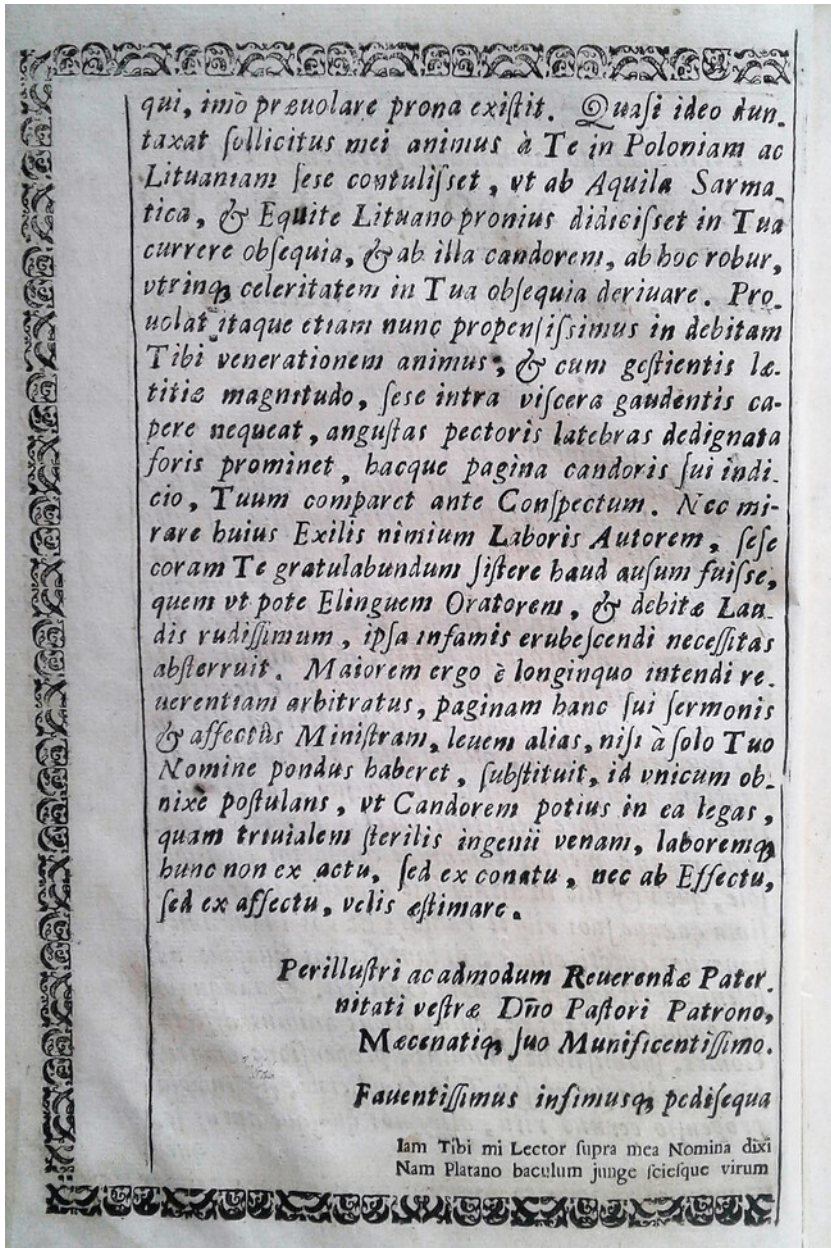 qui, imò præuolare prona exiſtit. Quaſi ideo dun-
taxat ſollicitus mei animus à Te in Poloniam ac
Lituaniam ſese contuliſset, vt ab Aquila Sarma
tica, & Equite Lituano pronius didiciſset in Tua
currere obſequia, & ab illa candorem, ab hoc robur,
vtrinq; celeritatem in Tua obſequia deriuare. Pro-
uolat itaque etiam nunc propenſiſsimus in debitam
Tibi venerationem animus; & cum geſtientis læ-
titiæ magnitudo, ſese intra viſcera gaudentis ca-
pere nequeat, anguſtas pectoris latebras dedignata
foris prominet, hacque pagina candoris ſui indi-
cio, Tuum comparet ante Conſpectum. Nec mi-
rare huius Exilis nimium Laboris Autorem, ſeſe
coram Te gratulabundum ſiſtere haud auſum fuiſse,
quem vt pote Elinguem Oratorem, & debitæ Lau-
dis rudiſſimum, ipſa infamis erubeſcendi neceſſitas
abſterruit. Maiorem ergo è longinquo intendi re-
uerentiam arbitratus, paginam hanc ſui ſermonis
& affectûs Miniſtram, leuem alias, niſi à ſolo Tuo
Nomine pondus haberet, ſubſtituit, id vnicum ob-
nixè poſtulans, vt Candorem potius in ea legas,
quam triuialem ſterilis ingenii venam, laboremq;
hunc non ex actu, ſed ex conatu, nec ab Effectu,
ſed ex affectu, velis æſtimare.
Perilluſtri ac admodum Reuerendæ Pater-
nitati veſtræ Dño Paſtori Patrono,
Mæcenatiq; ſuo Munificentiſſimo.
Fauentiſſimus infimusq; pediſequa
Iam Tibi mi Lector ſupra mea Nomina dixi
Nam Platano baculum junge ſcieſque virum